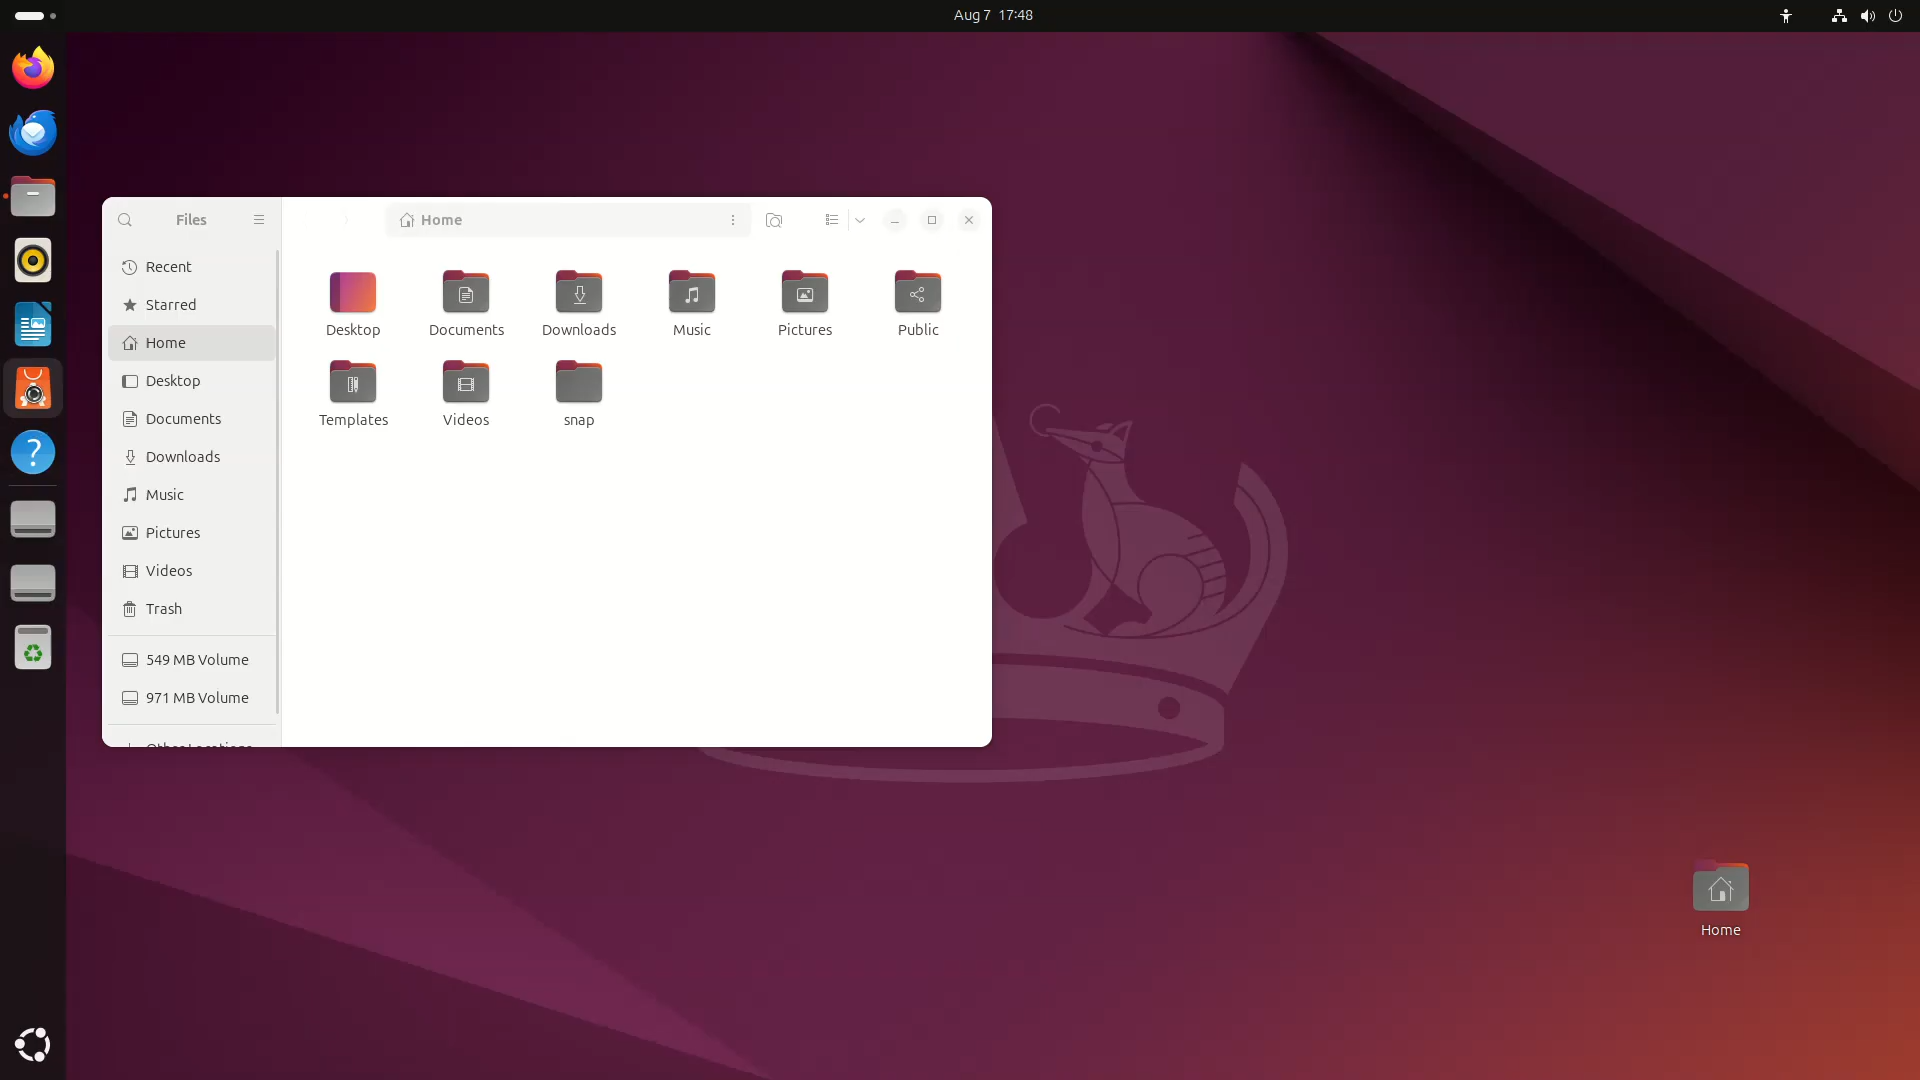 Aug 7 17:48
Files
Home
Recent
Starred
Home
Desktop
Documents
Downloads
Music
Pictures
Videos
Trash
549 MB Volume
971 MB Volume
Other Locations
Desktop
Documents
Downloads
Music
Pictures
Public
Templates
Videos
snap
Home